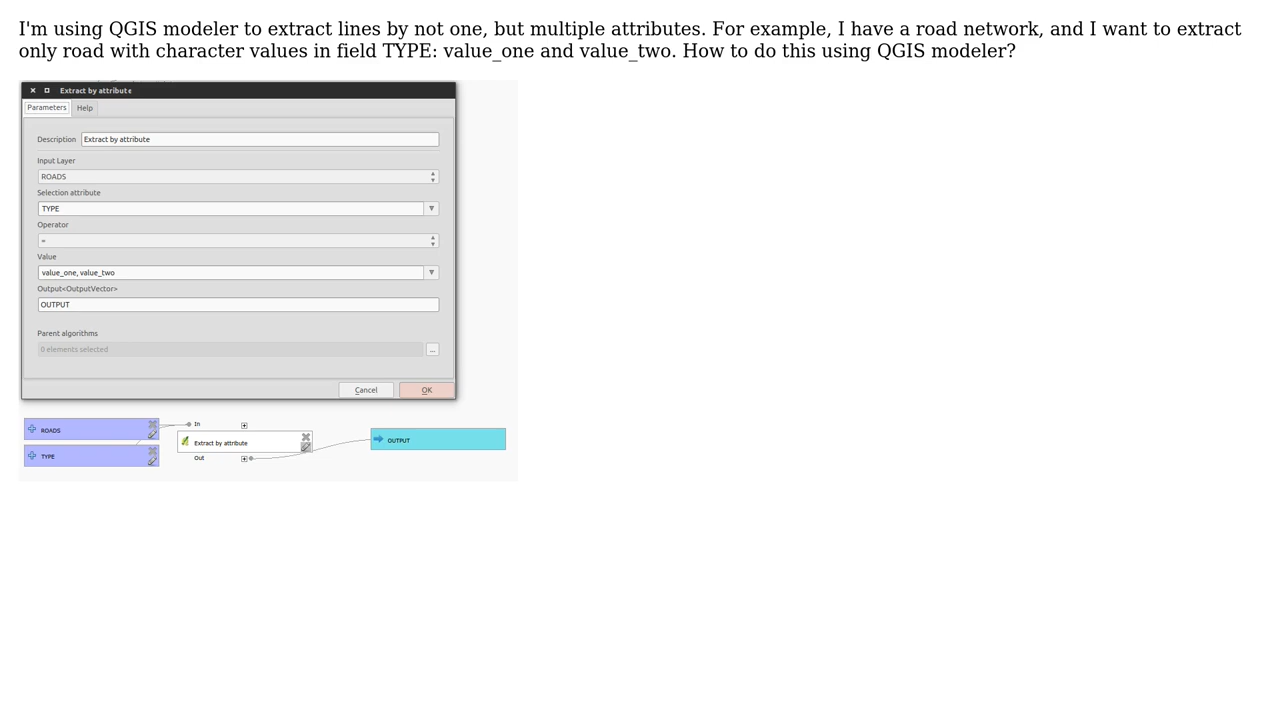 I'm using QGIS modeler to extract lines by not one, but multiple attributes. For example, I have a road network, and I want to extract
only road with character values in field TYPE: value_one and value_two. How to do this using QGIS modeler?
Extract by attribute
Parameters
Help
Description
Extract by attribute
Input Layer
ROADS
Selection attribute
TYPE
Operator
=
Value
value_one, value_two
Output<OutputVector>
OUTPUT
Parent algorithms
0 elements selected
...
Cancel
OK
ROADS
In
Extract by attribute
OUTPUT
TYPE
Out